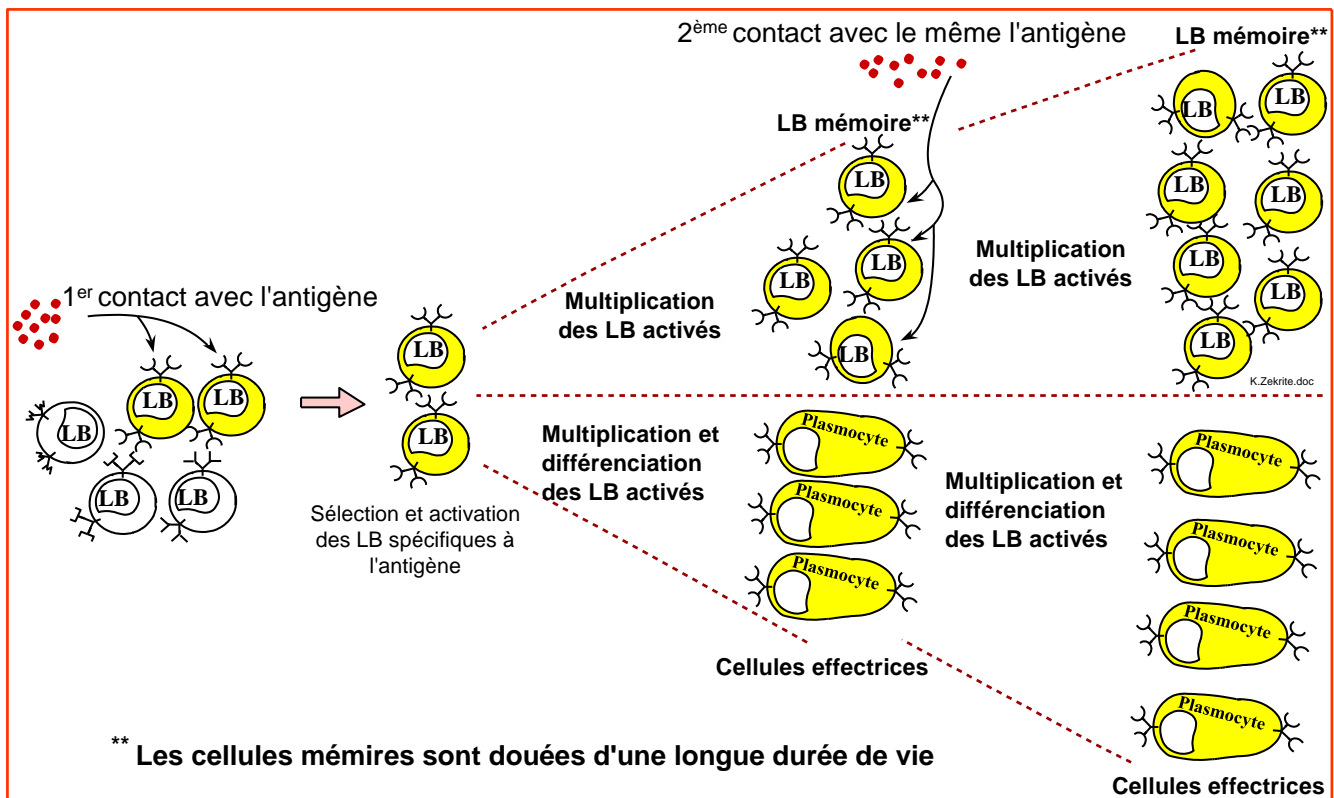 2ème contact avec le même l'antigène
LB mémoire**
LB
LB
LB mémoire**
LB
LB
LB
LB
LB
Multiplication
des LB activés
LB
LB
LB
LB
K.Zekrite.doc
1er contact avec l'antigène
Multiplication
des LB activés
LB
LB
LB
LB
LB
LB
LB
Sélection et activation
des LB spécifiques à
l'antigène
Multiplication et
différenciation
des LB activés
Plasmocyte
Plasmocyte
Plasmocyte
Cellules effectrices
Multiplication et
différenciation
des LB activés
Plasmocyte
Plasmocyte
Plasmocyte
Plasmocyte
Cellules effectrices
** Les cellules mémires sont douées d'une longue durée de vie